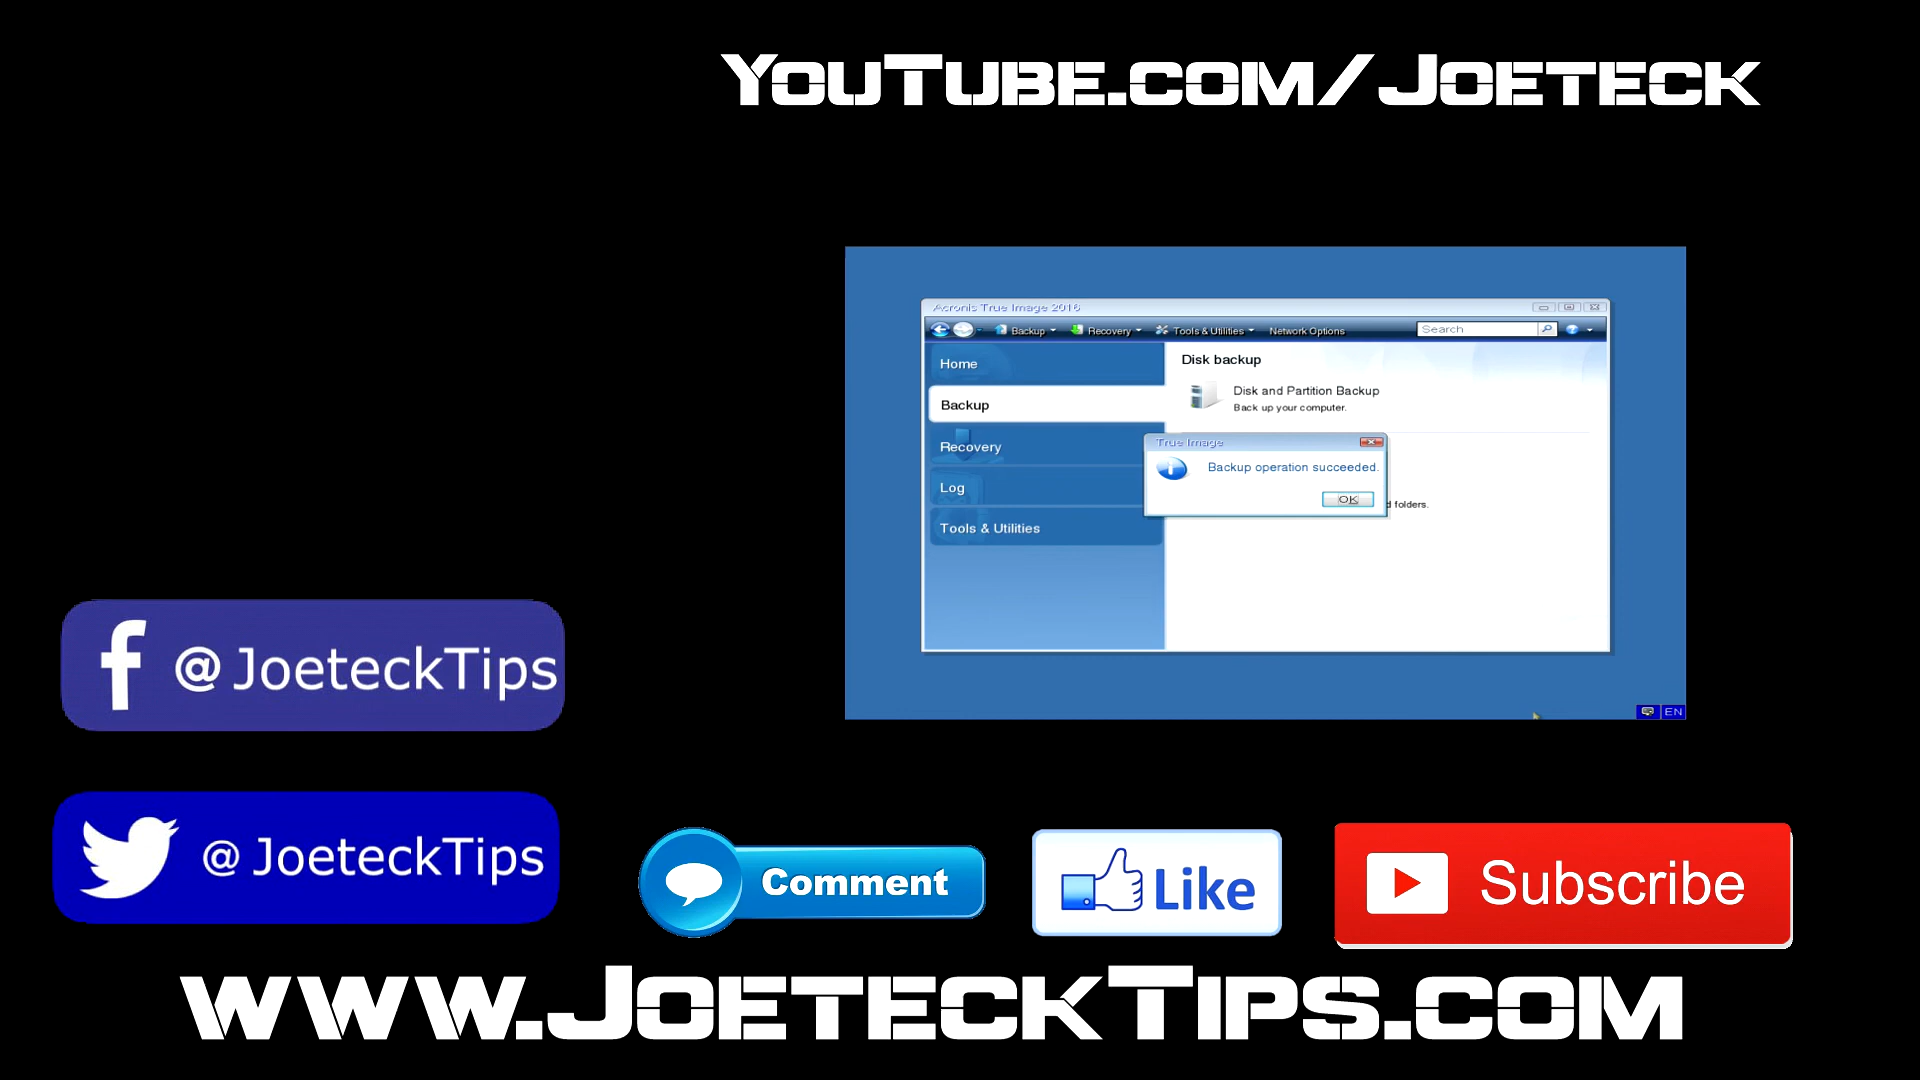 YouTube.com/Joeteck
Acronis True Image 2016
Backup Recovery Tools & Utilities Network Options Search
Home
Backup
Recovery
Log
Tools & Utilities
Disk backup
Disk and Partition Backup
Back up your computer.
True Image
Backup operation succeeded.
OK
d folders.
EN
f @JoeteckTips
@JoeteckTips
Comment
Like
Subscribe
www.JoeteckTips.com